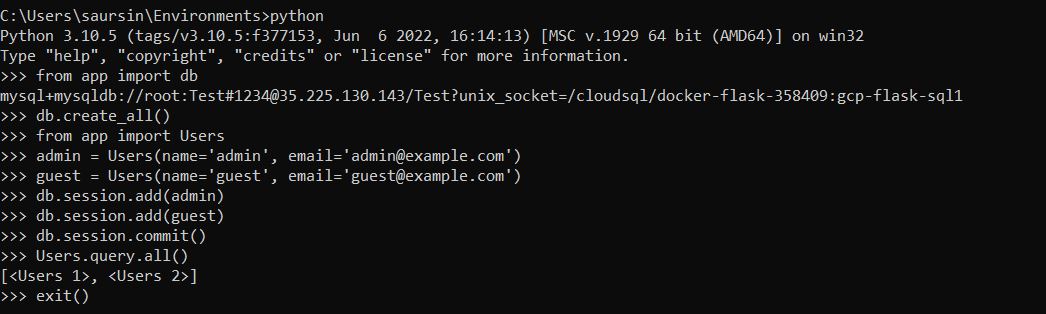 C:\Users\saursin\Environments>python
Python 3.10.5 (tags/v3.10.5:f377153, Jun  6 2022, 16:14:13) [MSC v.1929 64 bit (AMD64)] on win32
Type "help", "copyright", "credits" or "license" for more information.
>>> from app import db
mysql+mysqldb://root:Test#1234@35.225.130.143/Test?unix_socket=/cloudsql/docker-flask-358409:gcp-flask-sql1
>>> db.create_all()
>>> from app import Users
>>> admin = Users(name='admin', email='admin@example.com')
>>> guest = Users(name='guest', email='guest@example.com')
>>> db.session.add(admin)
>>> db.session.add(guest)
>>> db.session.commit()
>>> Users.query.all()
[<Users 1>, <Users 2>]
>>> exit()